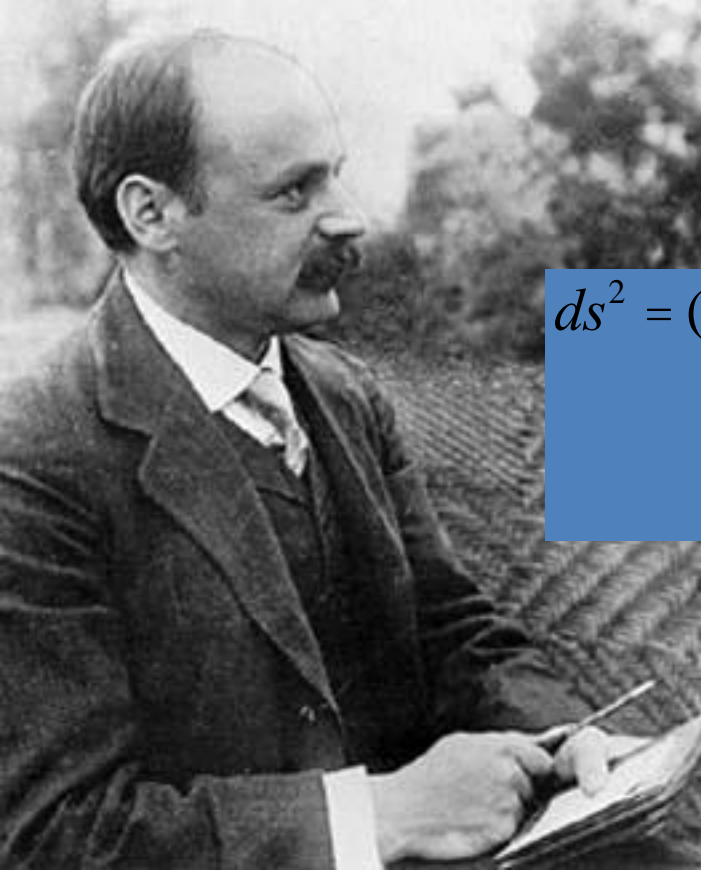 ds² = (